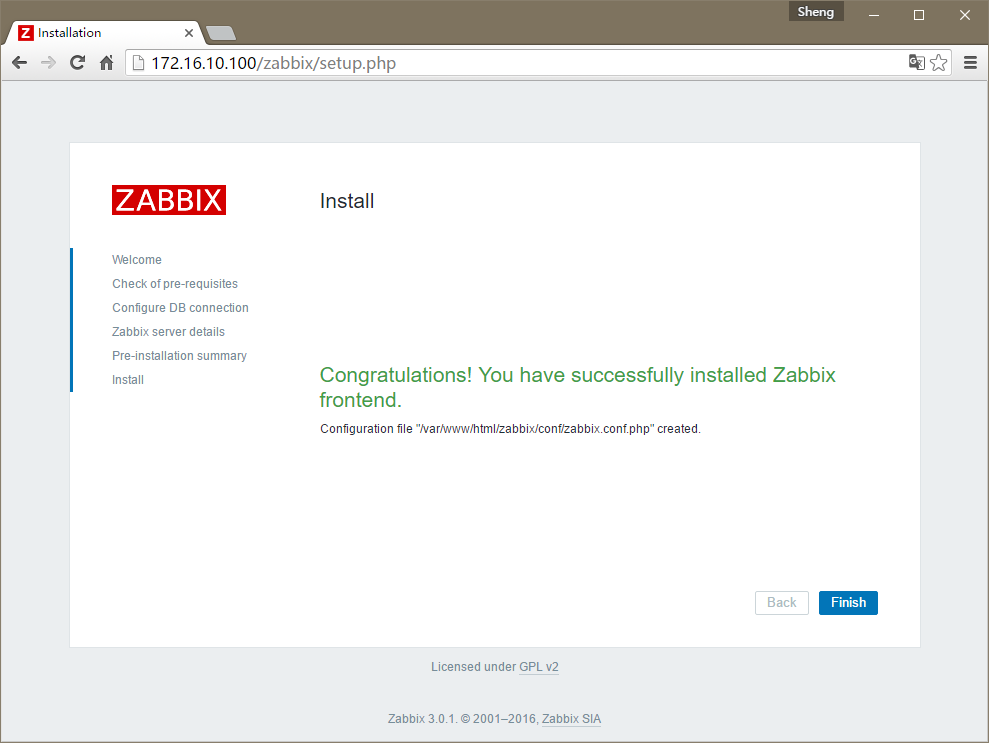 Sheng
Z Installation
172.16.10.100/zabbix/setup.php
ZABBIX
Install
Welcome
Check of pre-requisites
Configure DB connection
Zabbix server details
Pre-installation summary
Install
Congratulations! You have successfully installed Zabbix
frontend.
Configuration file "/var/www/html/zabbix/conf/zabbix.conf.php" created.
Back
Finish
Licensed under GPL v2
Zabbix 3.0.1. © 2001–2016, Zabbix SIA